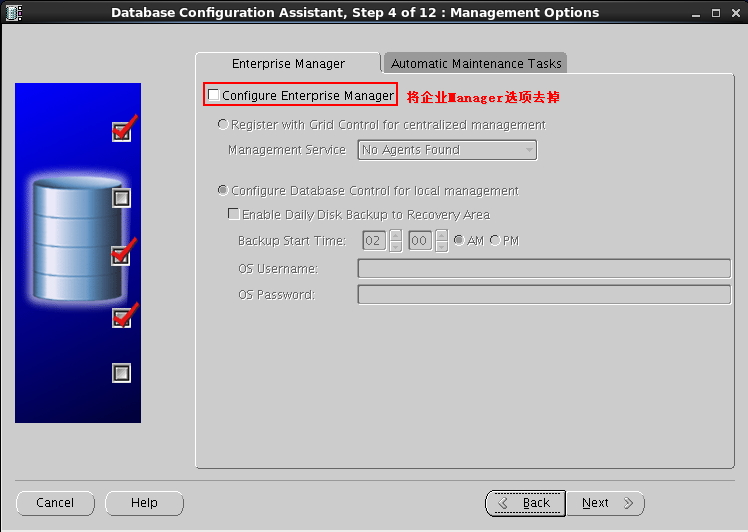 Database Configuration Assistant, Step 4 of 12 : Management Options
Enterprise Manager
Automatic Maintenance Tasks
Configure Enterprise Manager
将企业Manager选项去掉
Register with Grid Control for centralized management
Management Service
No Agents Found
Configure Database Control for local management
Enable Daily Disk Backup to Recovery Area
Backup Start Time:
02
00
AM
PM
OS Username:
OS Password:
Cancel
Help
Back
Next